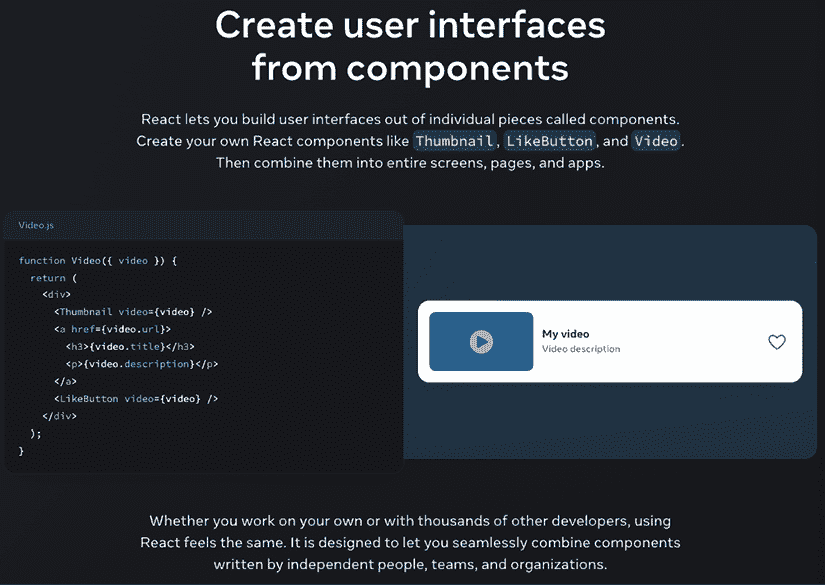 Create user interfaces
from components
React lets you build user interfaces out of individual pieces called components.
Create your own React components like Thumbnail, LikeButton, and Video.
Then combine them into entire screens, pages, and apps.
Video.js
function Video({ video }) {
  return (
    <div>
      <Thumbnail video={video} />
      <a href={video.url}>
        <h3>{video.title}</h3>
        <p>{video.description}</p>
      </a>
      <LikeButton video={video} />
    </div>
  );
}
My video
Video description
Whether you work on your own or with thousands of other developers, using
React feels the same. It is designed to let you seamlessly combine components
written by independent people, teams, and organizations.